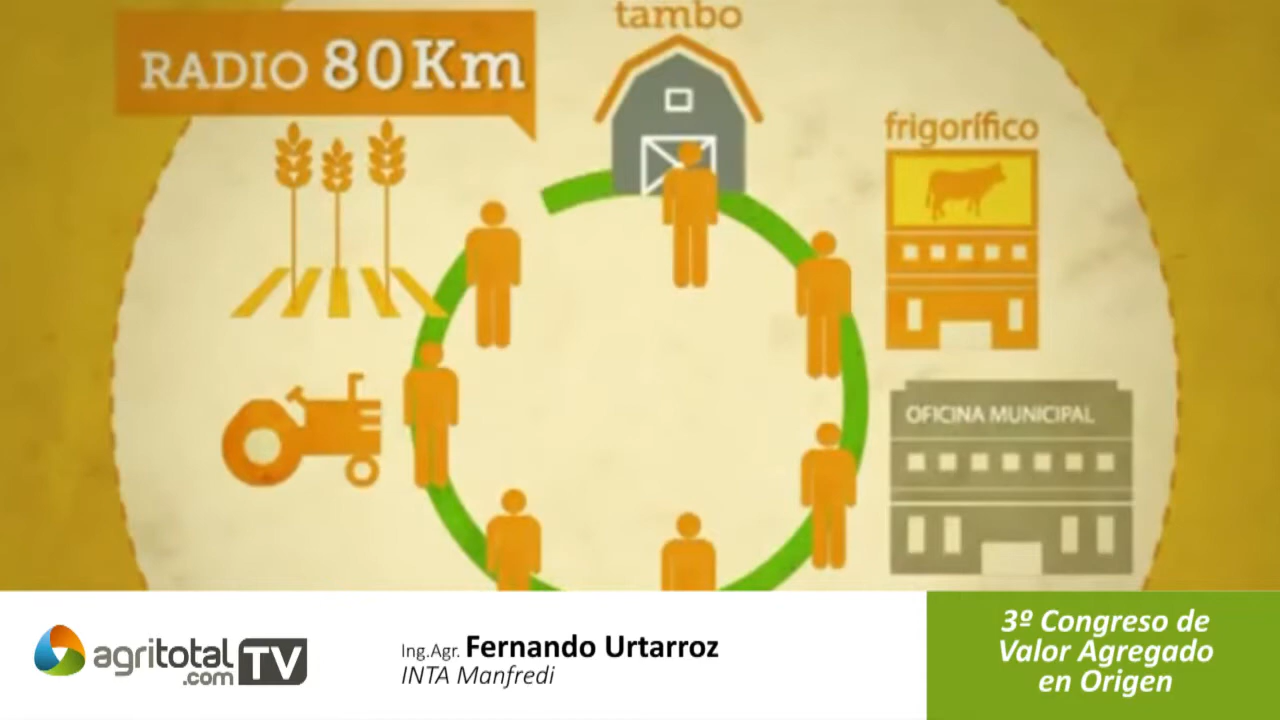 tambo
RADIO 80Km
frigorífico
OFICINA MUNICIPAL
agritotal
.com
TV
Ing.Agr. Fernando Urtarroz
INTA Manfredi
3º Congreso de
Valor Agregado
en Origen